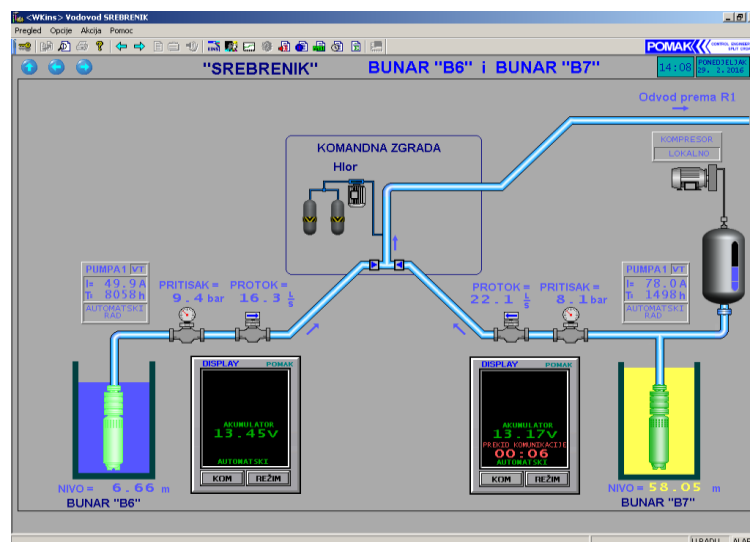 <WKins> Vodovod SREBRENIK
Pregled Opcije Akcija Pomoc
POMAK
"SREBRENIK" BUNAR "B6" i BUNAR "B7"
14:08 PONEDJELJAK
29. 2.2016
Odvod prema R1
KOMPRESOR
LOKALNO
KOMANDNA ZGRADA
Hlor
PUMPA1 VT
I= 49.9A
T= 8058h
AUTOMATSKI
RAD
PRITISAK =
9.4 bar
PROTOK =
16.3 L/s
PROTOK =
22.1 L/s
PRITISAK =
8.1 bar
PUMPA1 VT
I= 78.0A
T= 1498h
AUTOMATSKI
RAD
DISPLAY POMAK
AKUMULATOR
13.45V
AUTOMATSKI
KOM REŽIM
DISPLAY POMAK
AKUMULATOR
13.17V
PREKID KOMUNIKACIJE
00:06
AUTOMATSKI
KOM REŽIM
NIVO = 6.66 m
BUNAR "B6"
NIVO = 58.05 m
BUNAR "B7"